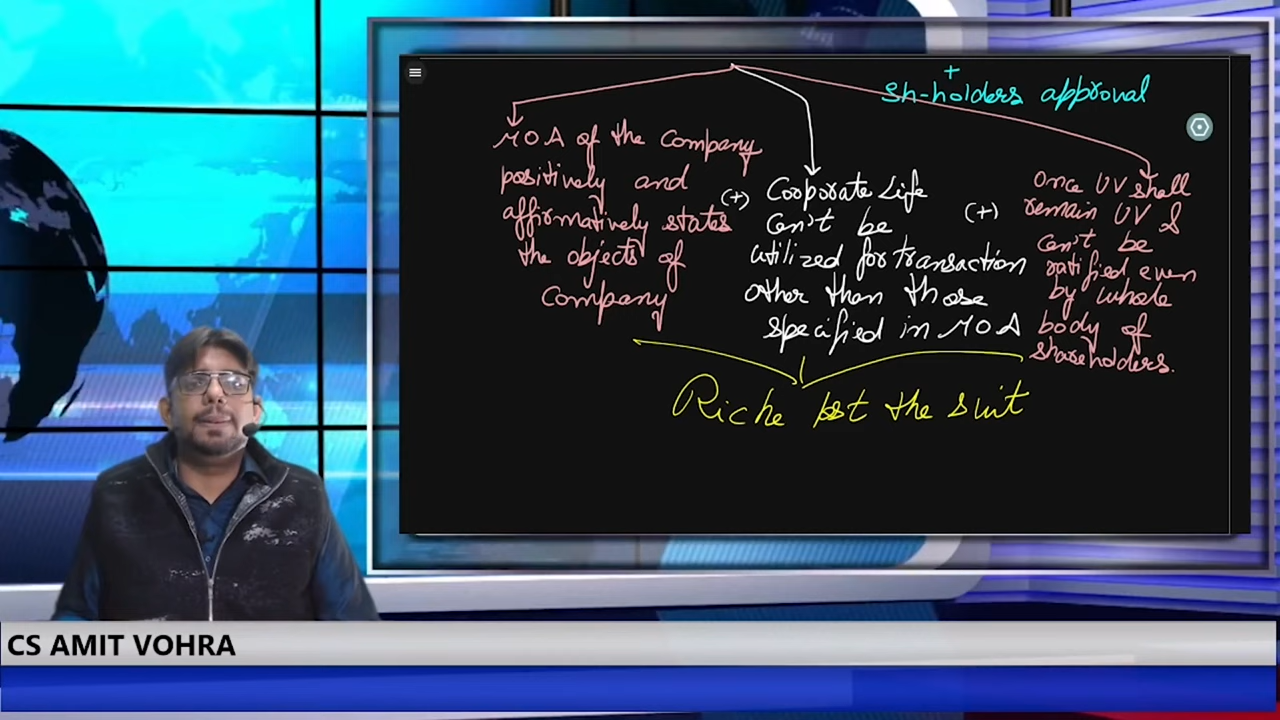 +
Sh-holders approval
MOA of the Company
positively and
affirmatively states
the objects of
Company
(+)
Cooporate Life
Can't be
utilized for transaction
other than those
specified in MOA
(+)
Once UV shall
remain UV &
can't be
ratified even
by whole
body of
shareholders.
Riche lost the suit
CS AMIT VOHRA